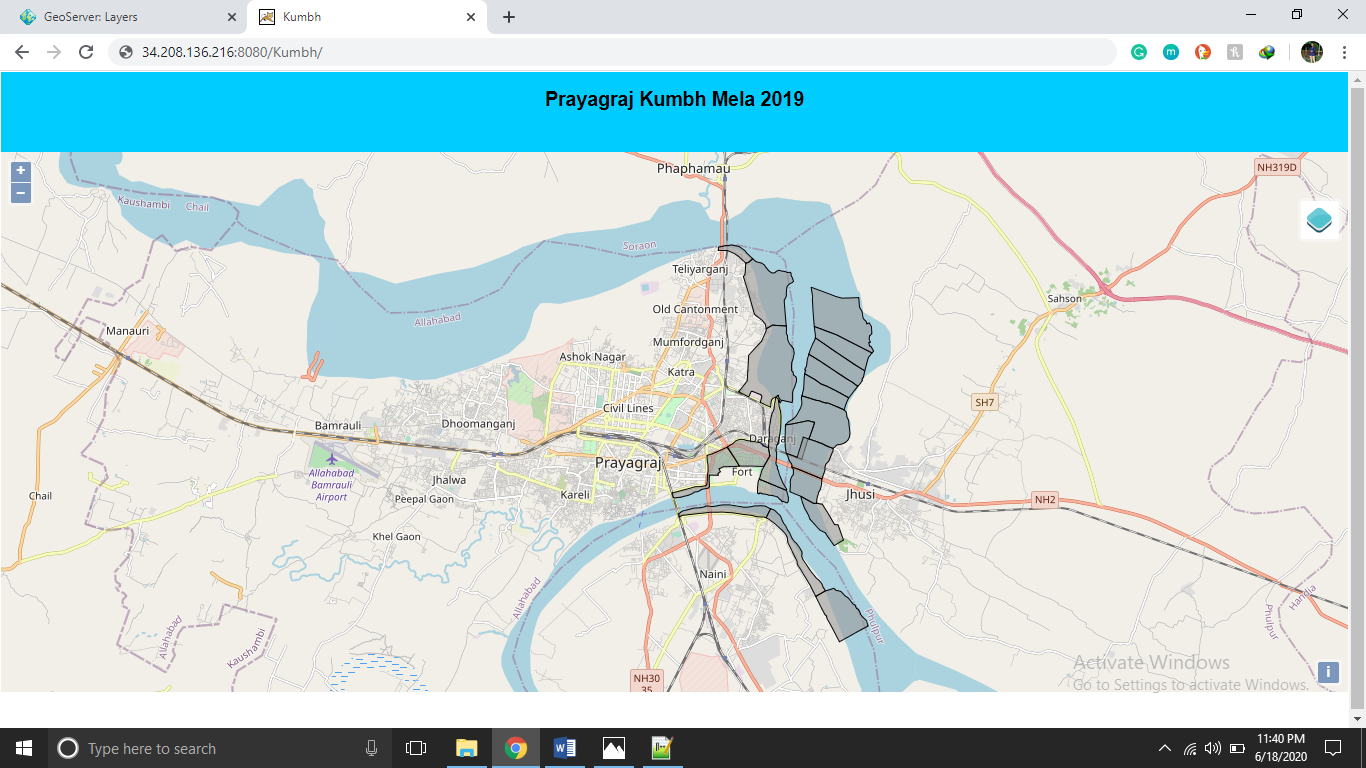 GeoServer: Layers
Kumbh
34.208.136.216:8080/Kumbh/
Prayagraj Kumbh Mela 2019
+
−
Phaphamau
NH319D
Kaushambi
Chail
Soraon
Teliyarganj
Sahson
Old Cantonment
Allahabad
Manauri
Mumfordganj
Ashok Nagar
Katra
SH7
Civil Lines
Bamrauli
Dhoomanganj
Daraganj
Prayagraj
Fort
Allahabad
Bamrauli
Airport
Jhalwa
Kareli
Jhusi
NH2
Chail
Peepal Gaon
Khel Gaon
Naini
Allahabad
Handia
Phulpur
Phulpur
Allahabad
Kaushambi
NH30
35
Activate Windows
Go to Settings to activate Windows.
i
Type here to search
11:40 PM
6/18/2020